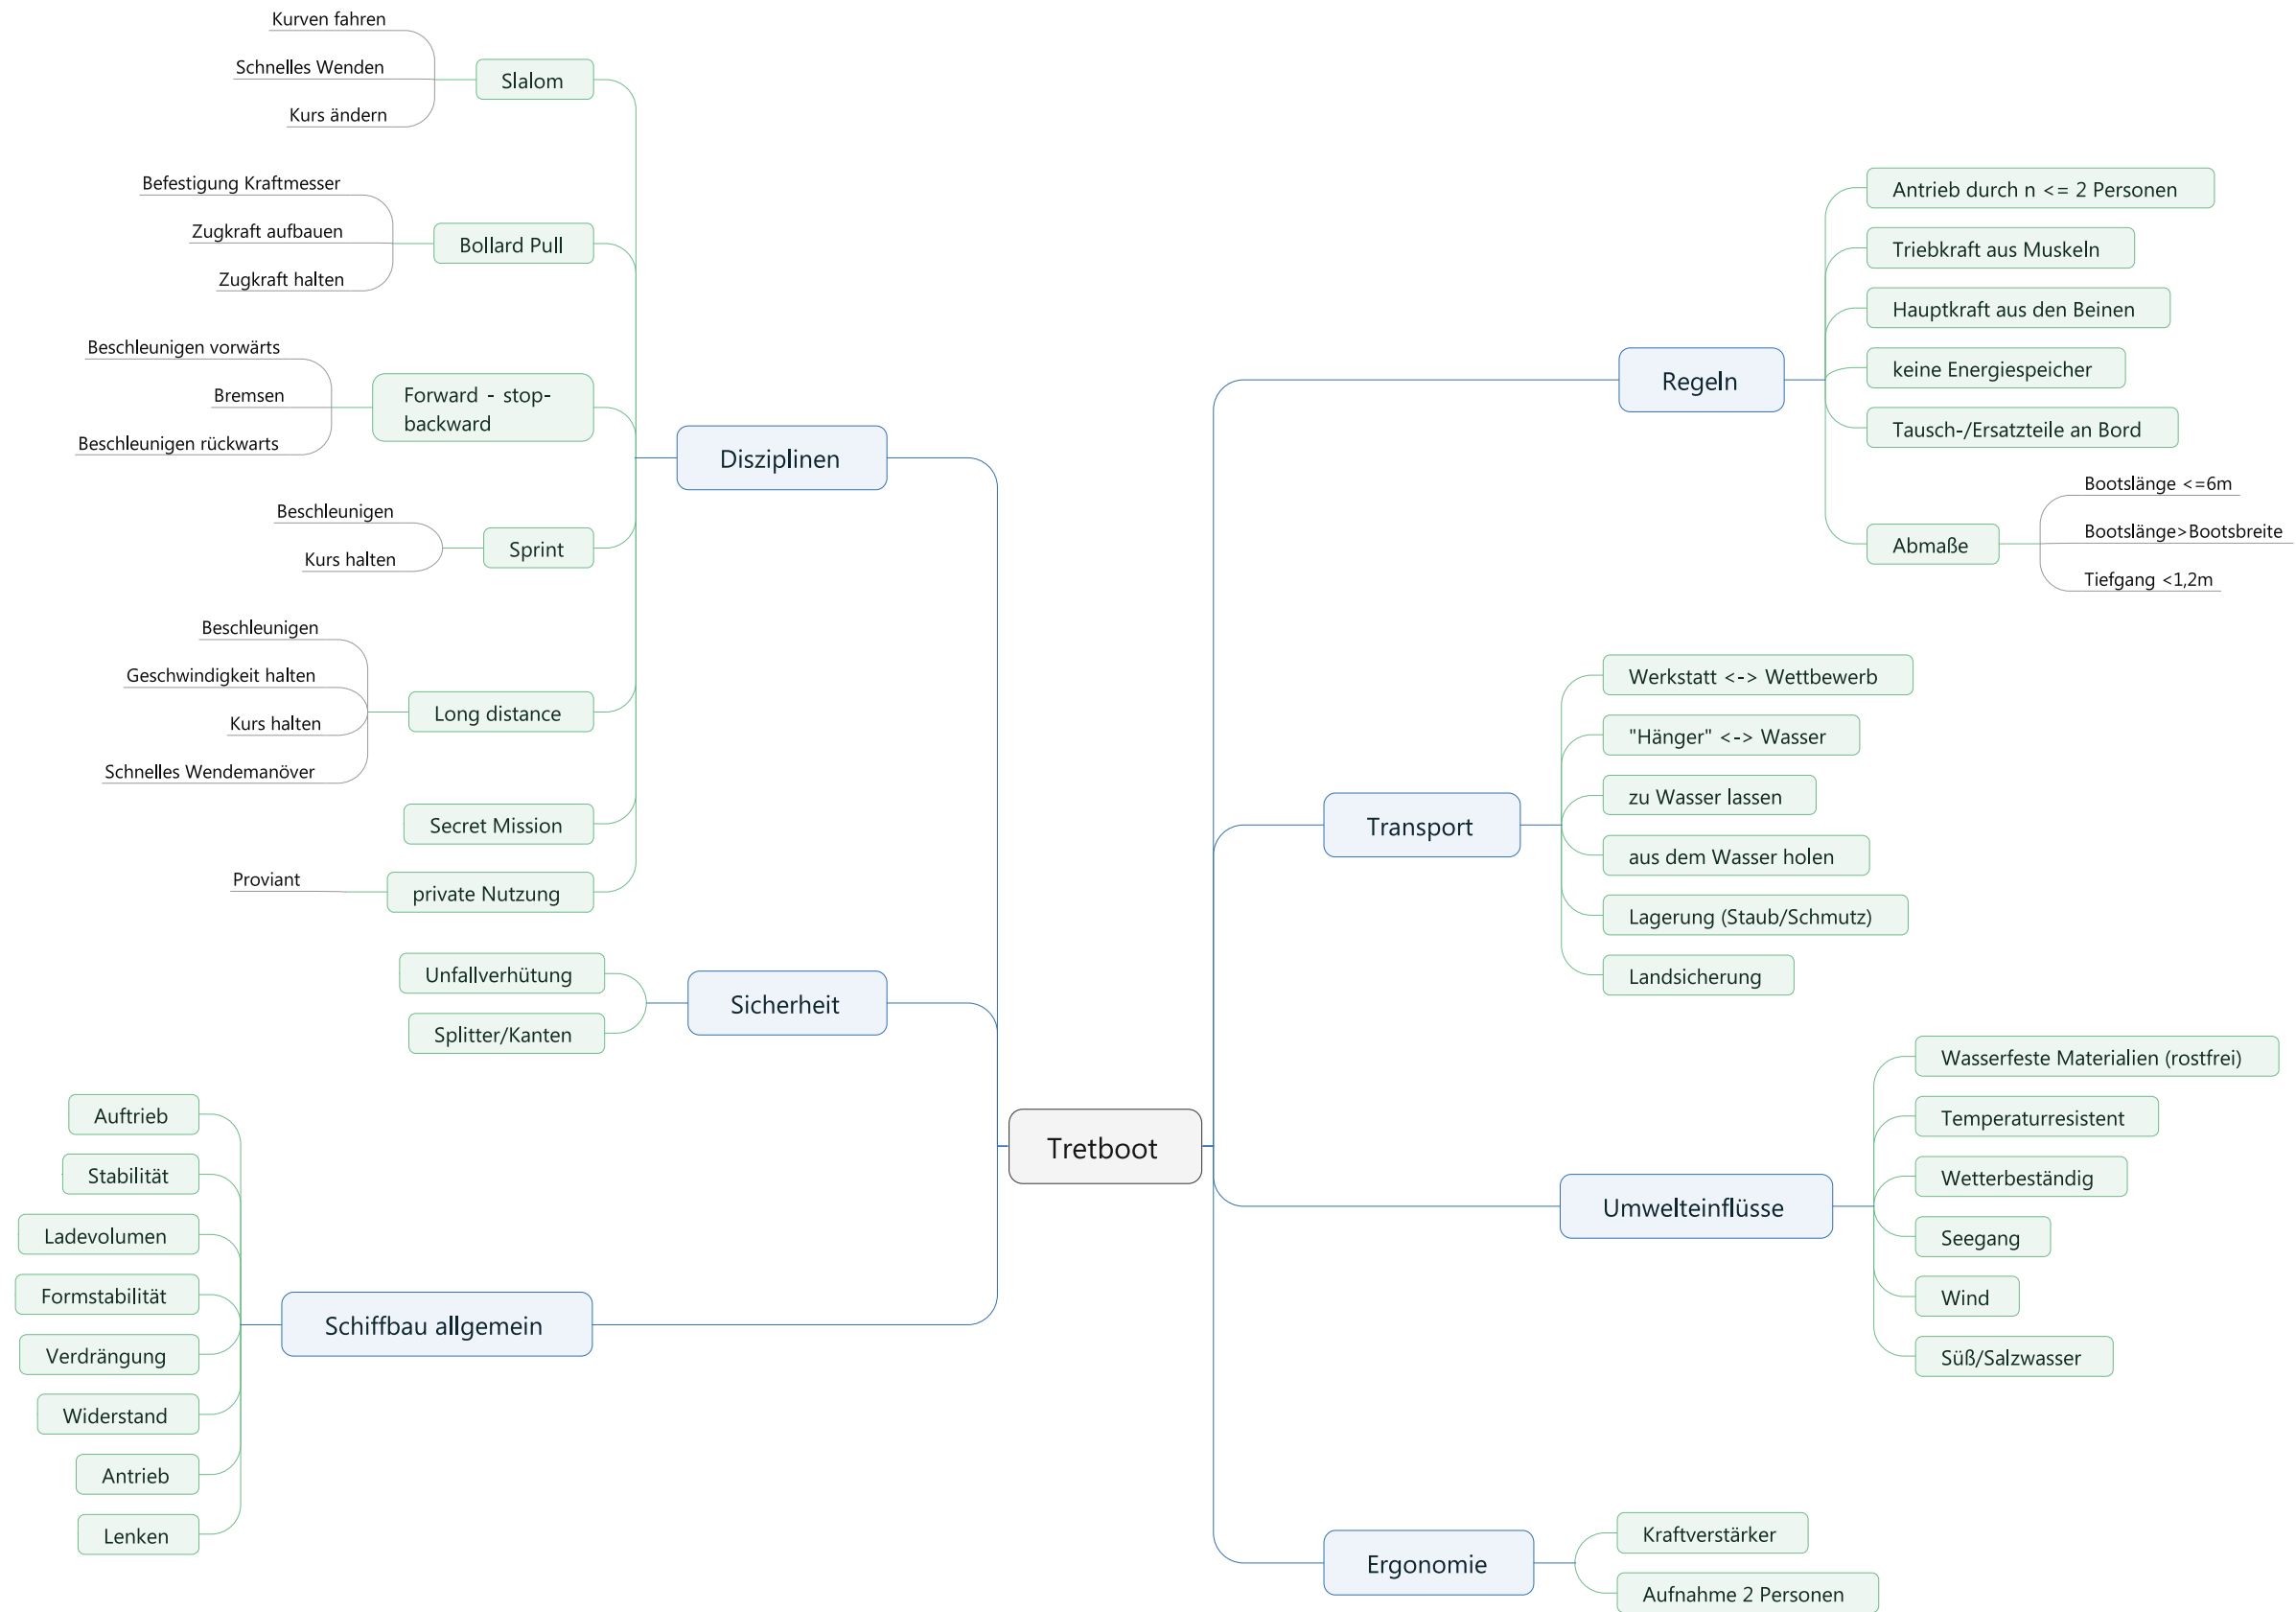 Kurven fahren
Schnelles Wenden
Kurs ändern
Slalom
Befestigung Kraftmesser
Zugkraft aufbauen
Zugkraft halten
Bollard Pull
Beschleunigen vorwärts
Bremsen
Beschleunigen rückwarts
Forward - stop-
backward
Beschleunigen
Kurs halten
Sprint
Beschleunigen
Geschwindigkeit halten
Kurs halten
Schnelles Wendemanöver
Long distance
Secret Mission
Proviant
private Nutzung
Disziplinen
Unfallverhütung
Splitter/Kanten
Sicherheit
Auftrieb
Stabilität
Ladevolumen
Formstabilität
Verdrängung
Widerstand
Antrieb
Lenken
Schiffbau allgemein
Tretboot
Regeln
Antrieb durch n <= 2 Personen
Triebkraft aus Muskeln
Hauptkraft aus den Beinen
keine Energiespeicher
Tausch-/Ersatzteile an Bord
Abmaße
Bootslänge <=6m
Bootslänge>Bootsbreite
Tiefgang <1,2m
Transport
Werkstatt <-> Wettbewerb
"Hänger" <-> Wasser
zu Wasser lassen
aus dem Wasser holen
Lagerung (Staub/Schmutz)
Landsicherung
Umwelteinflüsse
Wasserfeste Materialien (rostfrei)
Temperaturresistent
Wetterbeständig
Seegang
Wind
Süß/Salzwasser
Ergonomie
Kraftverstärker
Aufnahme 2 Personen